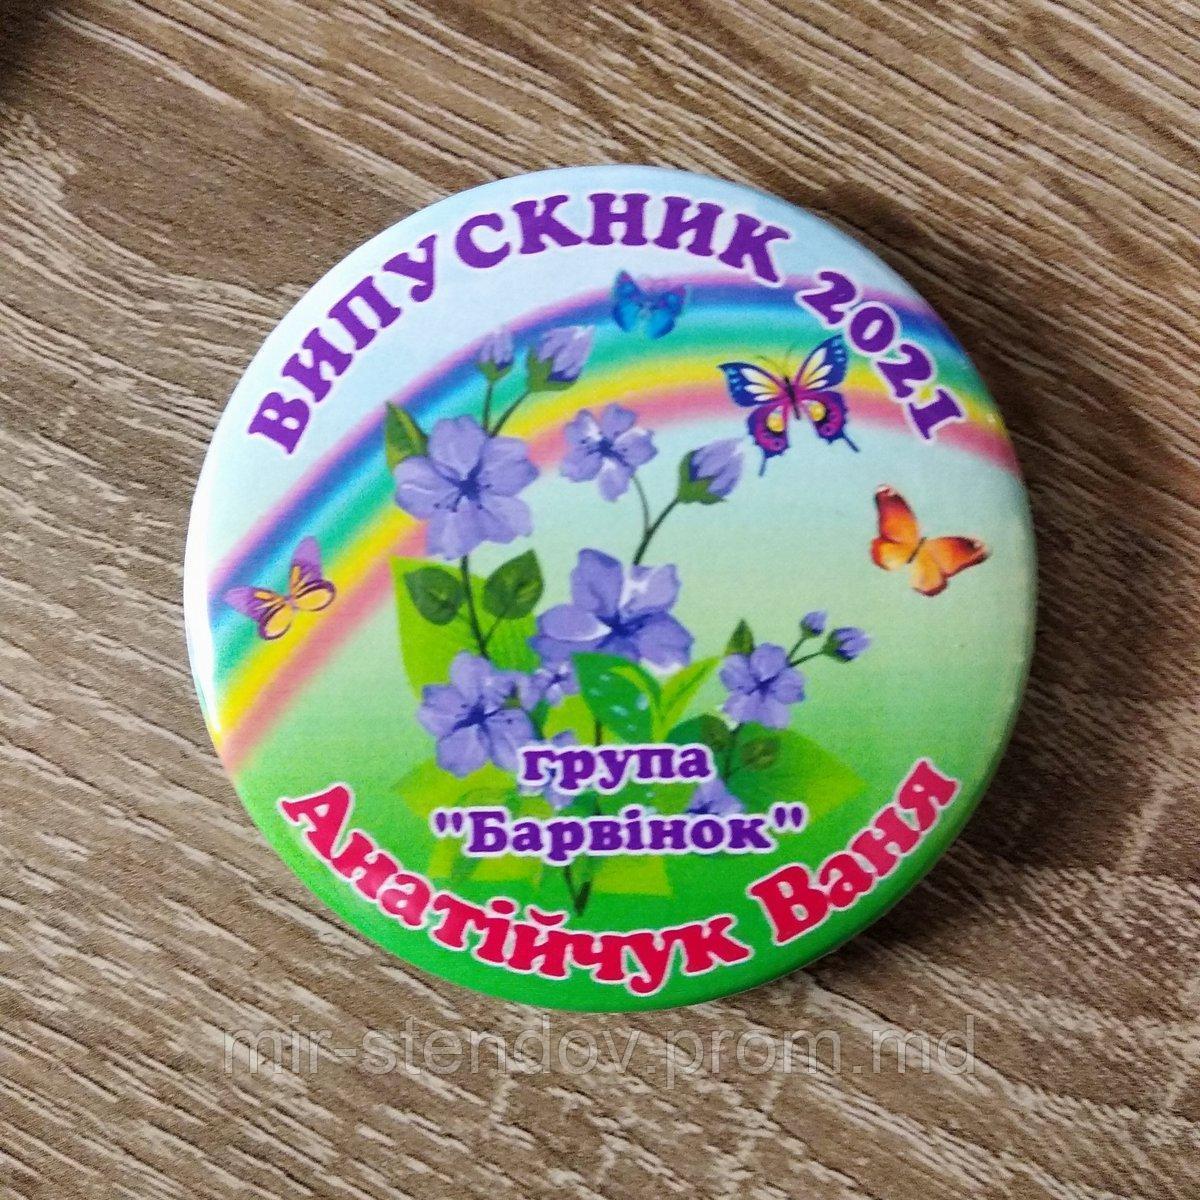 ВИПУСКНИК 2021
група
"Барвінок"
Анатійчук Ваня
mir-stendov.prom.md